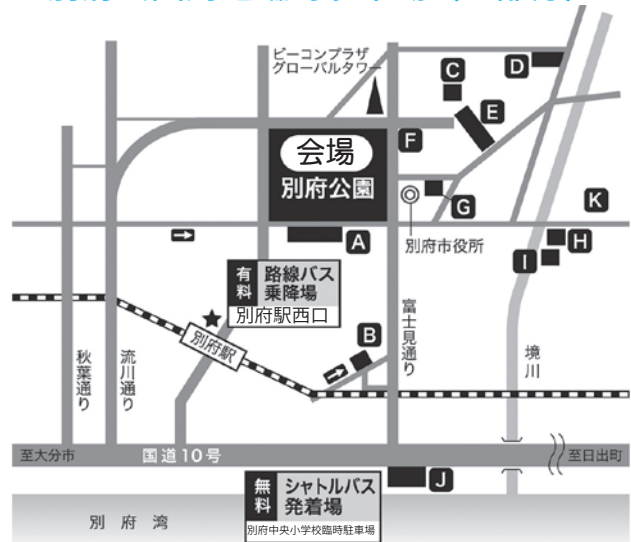 ビーコンプラザ
グローバルタワー
C
D
E
F
会場
別府公園
G
K
別府市役所
A
H
I
有料
路線バス
乗降場
別府駅西口
B
富士見通り
境川
別府駅
秋葉通り
流川通り
至大分市
国道10号
至日出町
J
無料
シャトルバス
発着場
別府中央小学校臨時駐車場
別府湾